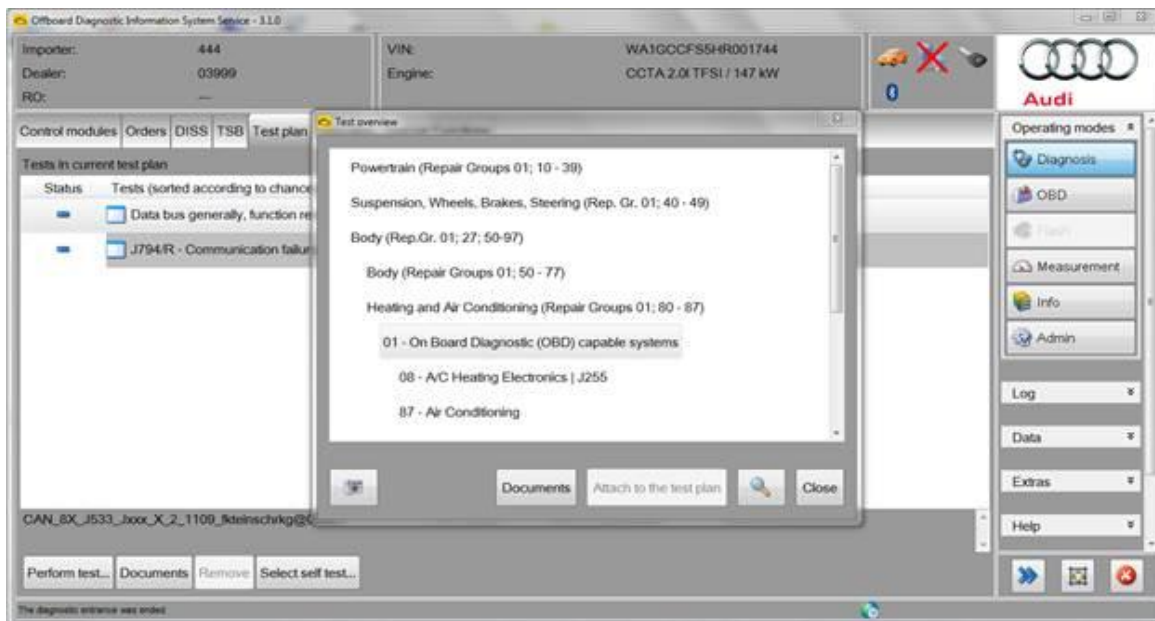 Offboard Diagnostic Information System Service - 3.1.0
Importer: 444
Dealer: 03999
RO: ---
VIN: WA1GCCFS5HR001744
Engine: CCTA 2.0l TFSI / 147 kW
Audi
Control modules Orders DISS TSB Test plan
Tests in current test plan
Status Tests (sorted according to chance
Data bus generally, function re
J794/R - Communication failur
Test overview
Powertrain (Repair Groups 01; 10 - 39)
Suspension, Wheels, Brakes, Steering (Rep. Gr. 01; 40 - 49)
Body (Rep.Gr. 01; 27; 50-97)
Body (Repair Groups 01; 50 - 77)
Heating and Air Conditioning (Repair Groups 01; 80 - 87)
01 - On Board Diagnostic (OBD) capable systems
08 - A/C Heating Electronics | J255
87 - Air Conditioning
Documents Attach to the test plan Close
CAN_8X_J533_Jxxx_X_2_1109_fkteinschrkg@
Perform test... Documents Remove Select self test...
The diagnostic entrance was ended.
Operating modes
Diagnosis
OBD
Flash
Measurement
Info
Admin
Log
Data
Extras
Help